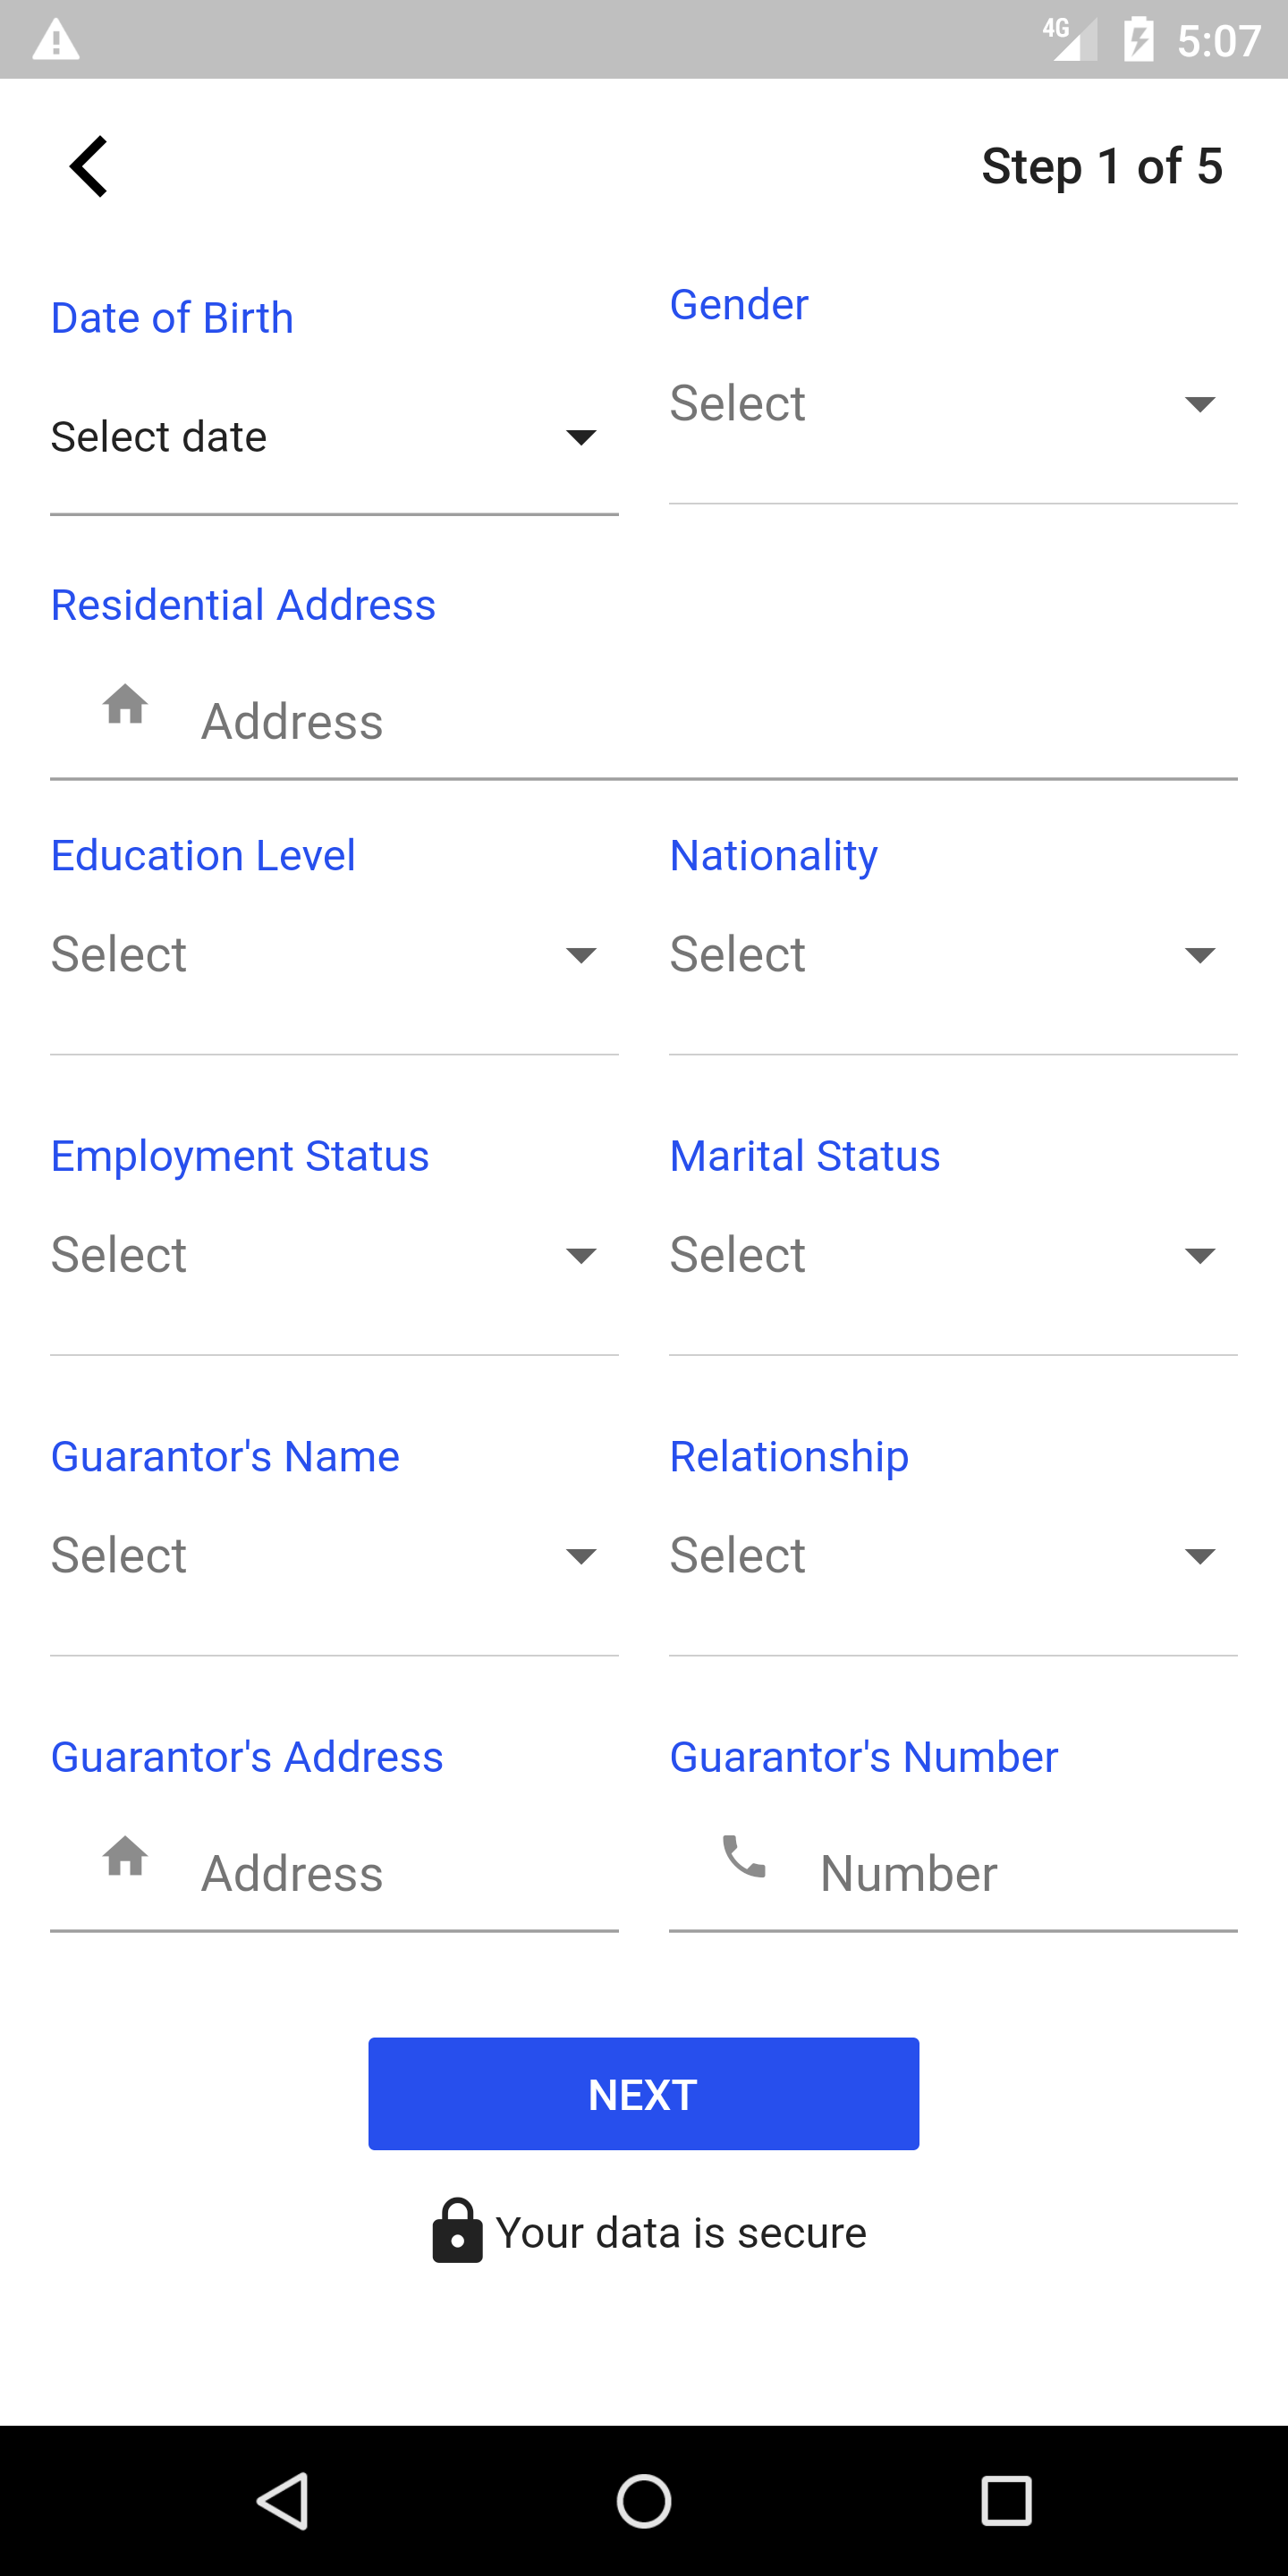 4G 5:07
Step 1 of 5
Date of Birth
Gender
Select date
Select
Residential Address
Address
Education Level
Nationality
Select
Select
Employment Status
Marital Status
Select
Select
Guarantor's Name
Relationship
Select
Select
Guarantor's Address
Guarantor's Number
Address
Number
NEXT
Your data is secure